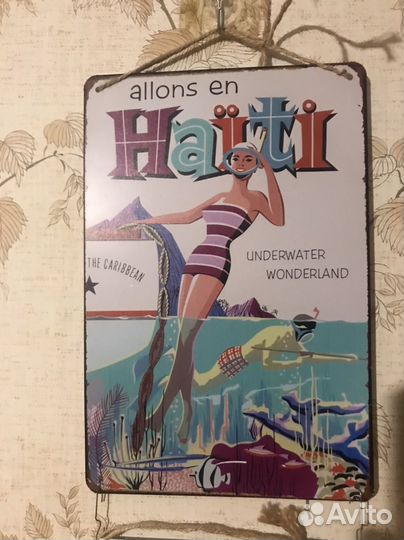 allons en
Haïti
UNDERWATER
WONDERLAND
THE CARIBBEAN
Avito